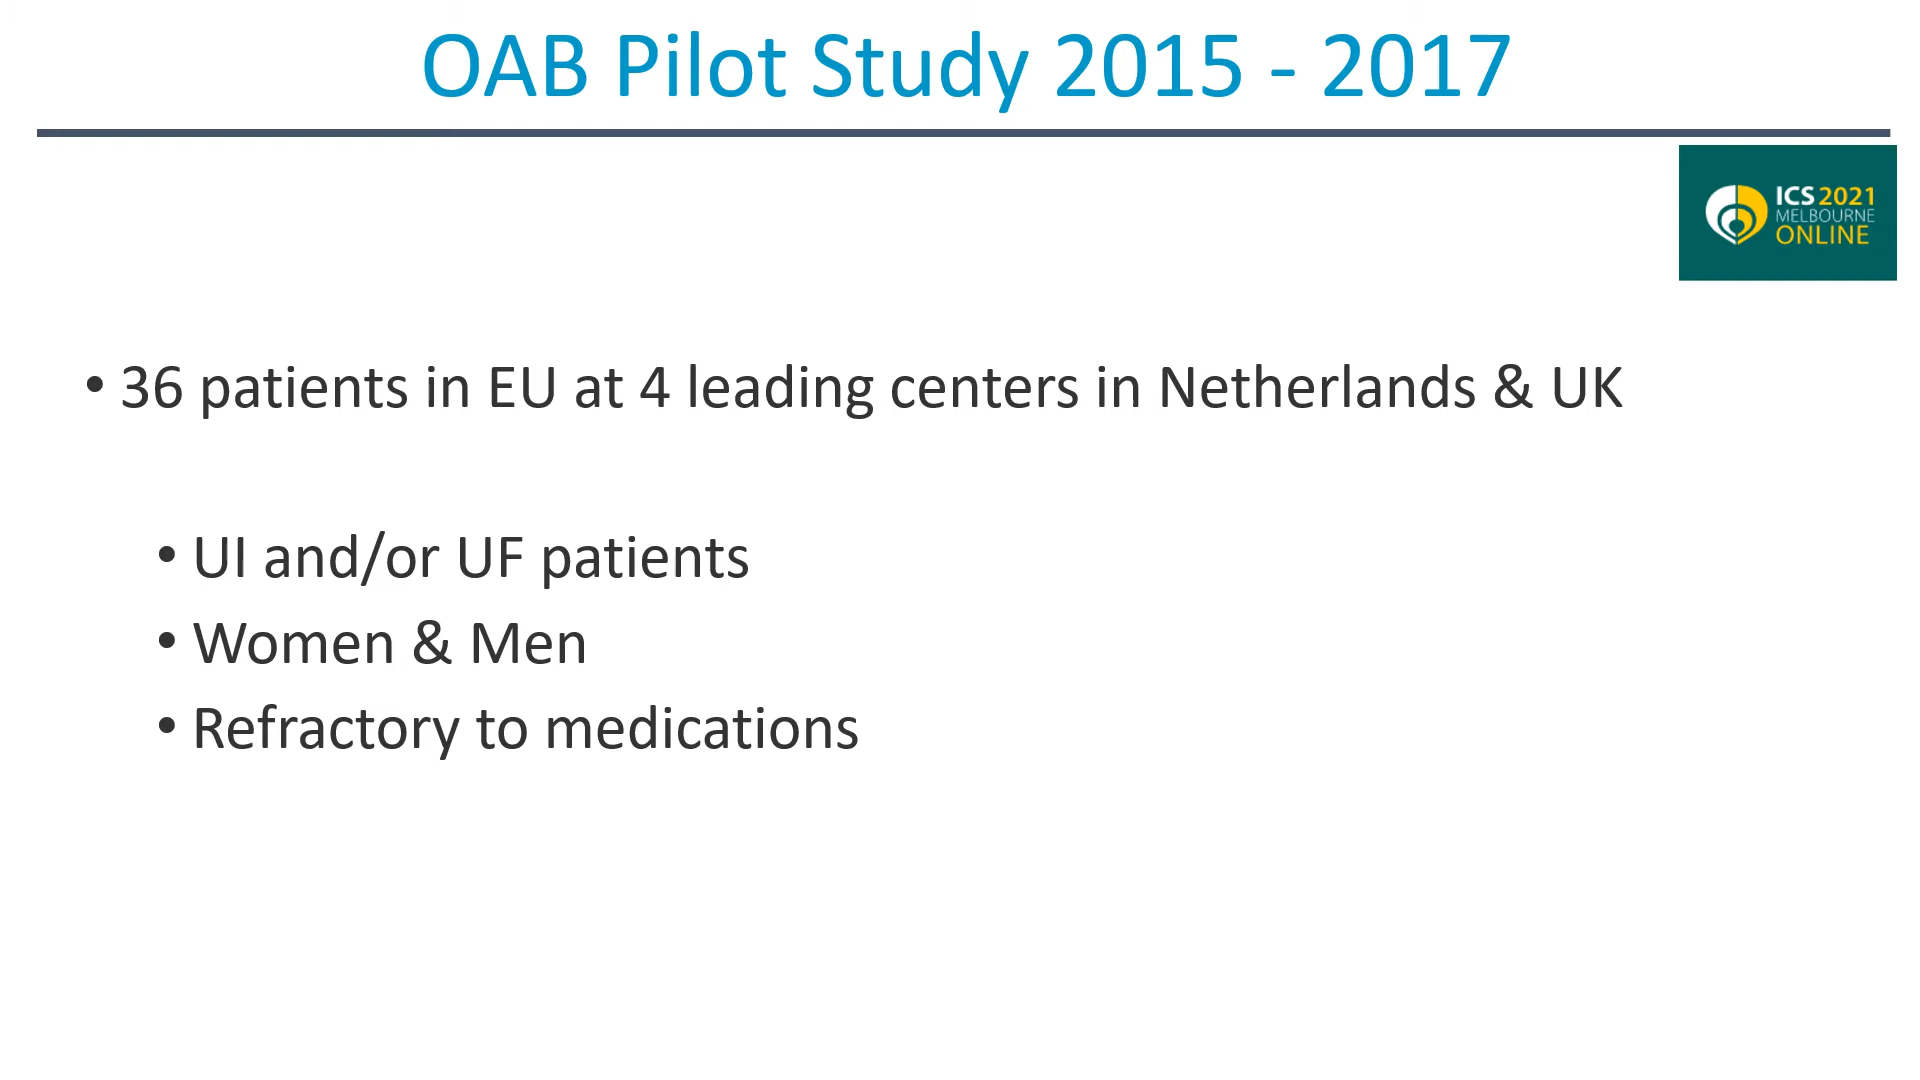 OAB Pilot Study 2015 - 2017
ICS 2021
MELBOURNE
ONLINE
• 36 patients in EU at 4 leading centers in Netherlands & UK
• UI and/or UF patients
• Women & Men
• Refractory to medications